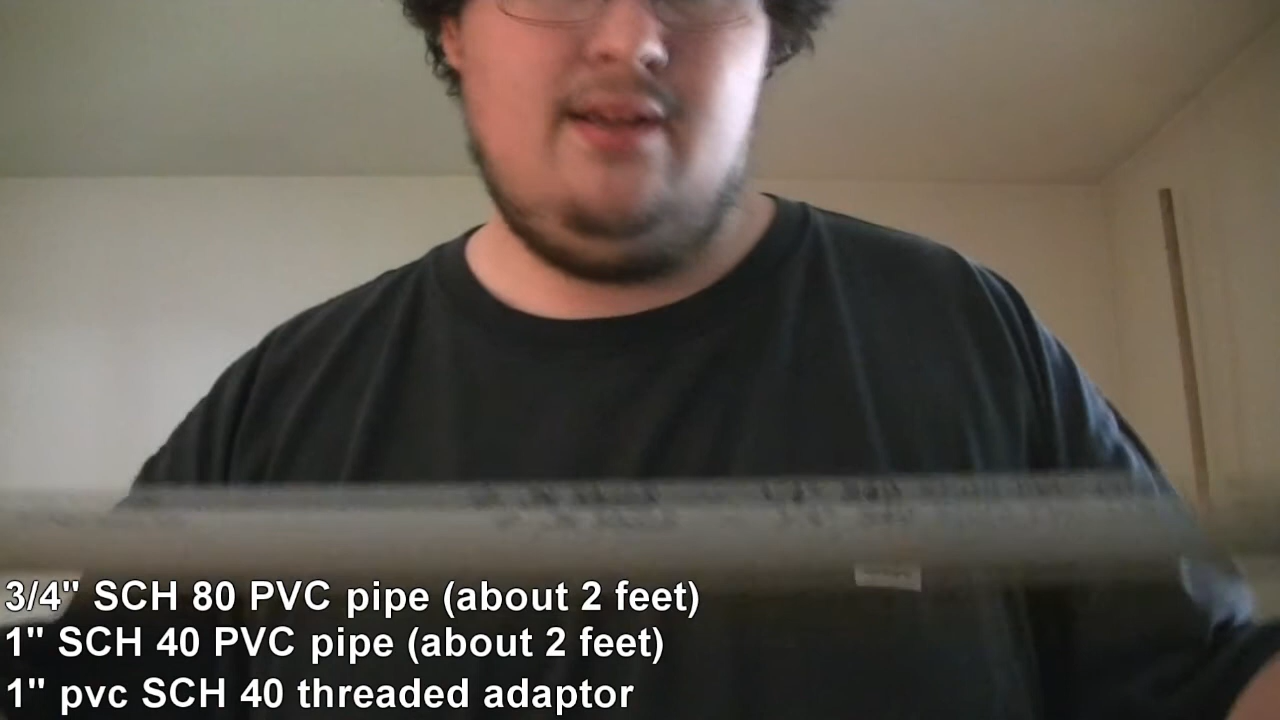 3/4" SCH 80 PVC pipe (about 2 feet)
1" SCH 40 PVC pipe (about 2 feet)
1" pvc SCH 40 threaded adaptor